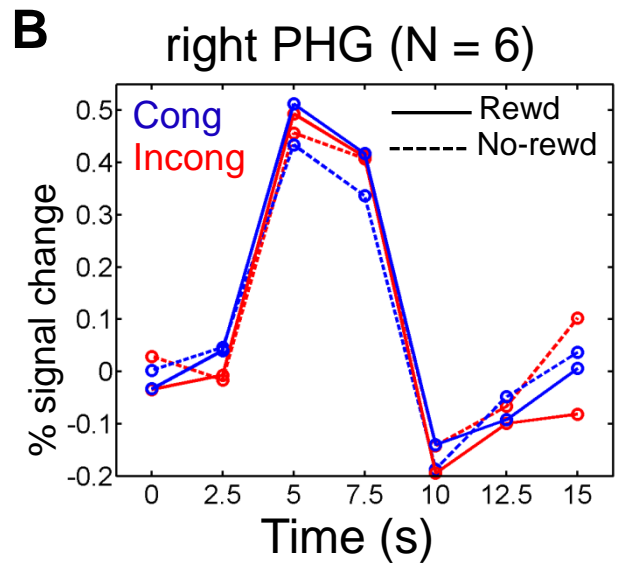 B
right PHG (N = 6)
Cong
Incong
Rewd
No-rewd
% signal change
0.5
0.4
0.3
0.2
0.1
0
-0.1
-0.2
0 2.5 5 7.5 10 12.5 15
Time (s)